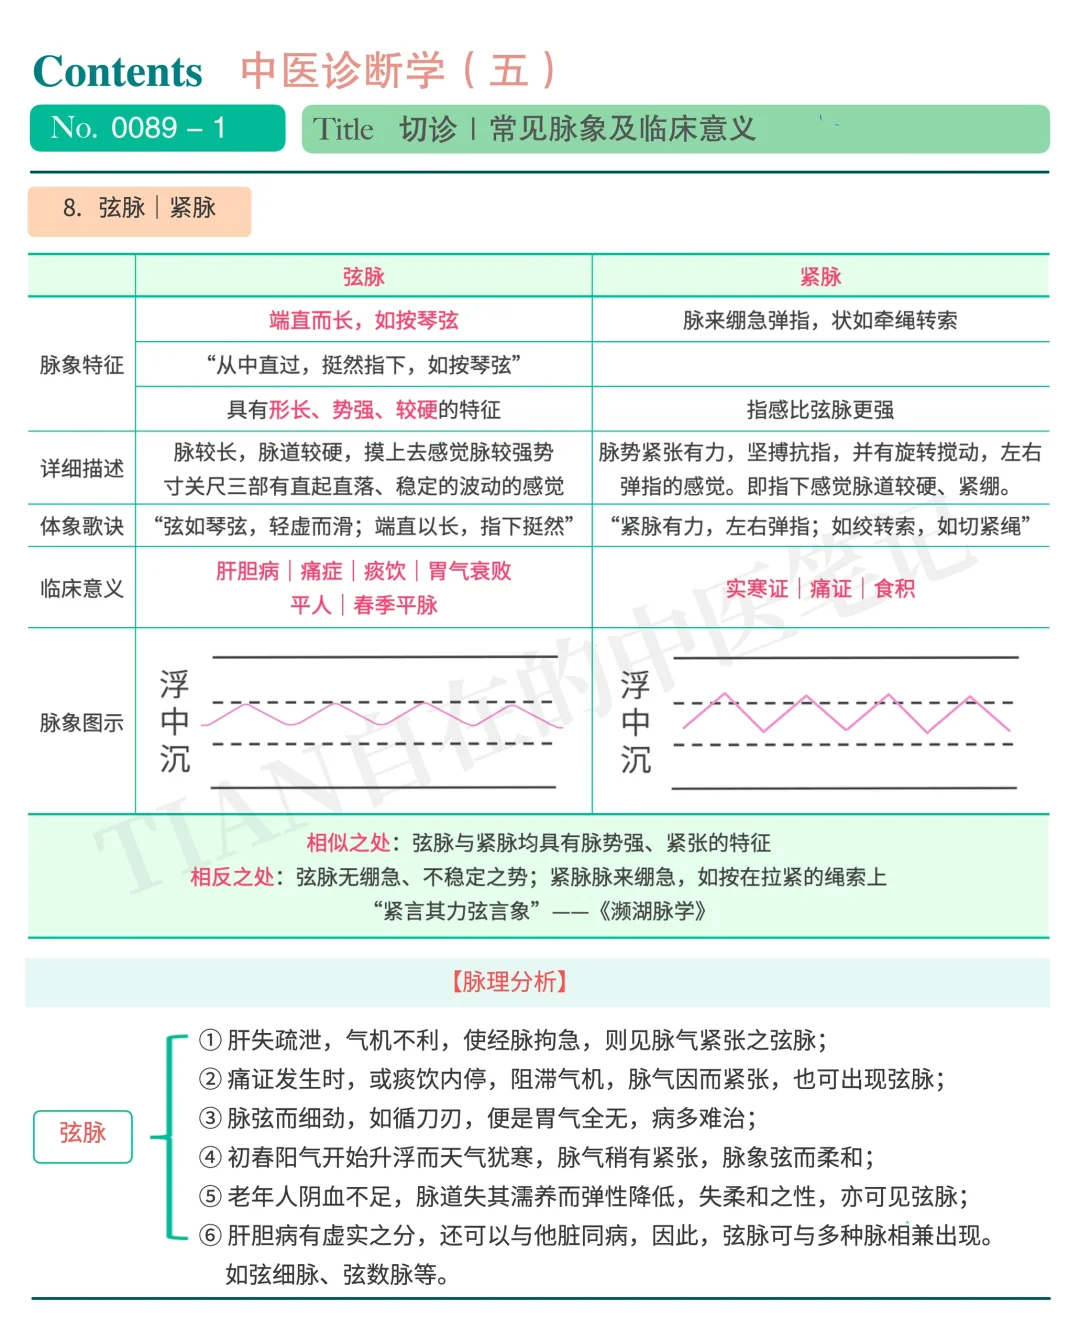 Contents 中医诊断学（五）
No. 0089 – 1
Title 切诊 | 常见脉象及临床意义
8. 弦脉｜紧脉
弦脉 紧脉
脉象特征
端直而长，如按琴弦 脉来绷急弹指，状如牵绳转索
“从中直过，挺然指下，如按琴弦”
具有形长、势强、较硬的特征 指感比弦脉更强
详细描述
脉较长，脉道较硬，摸上去感觉脉较强势
寸关尺三部有直起直落、稳定的波动的感觉
脉势紧张有力，坚搏抗指，并有旋转搅动，左右
弹指的感觉。即指下感觉脉道较硬、紧绷。
体象歌诀 “弦如琴弦，轻虚而滑；端直以长，指下挺然” “紧脉有力，左右弹指；如绞转索，如切紧绳”
临床意义
肝胆病｜痛症｜痰饮｜胃气衰败
平人｜春季平脉
实寒证｜痛证｜食积
脉象图示
浮
中
沉
浮
中
沉
相似之处：弦脉与紧脉均具有脉势强、紧张的特征
相反之处：弦脉无绷急、不稳定之势；紧脉脉来绷急，如按在拉紧的绳索上
“紧言其力弦言象” ——《濒湖脉学》
【脉理分析】
弦脉
① 肝失疏泄，气机不利，使经脉拘急，则见脉气紧张之弦脉；
② 痛证发生时，或痰饮内停，阻滞气机，脉气因而紧张，也可出现弦脉；
③ 脉弦而细劲，如循刀刃，便是胃气全无，病多难治；
④ 初春阳气开始升浮而天气犹寒，脉气稍有紧张，脉象弦而柔和；
⑤ 老年人阴血不足，脉道失其濡养而弹性降低，失柔和之性，亦可见弦脉；
⑥ 肝胆病有虚实之分，还可以与他脏同病，因此，弦脉可与多种脉相兼出现。
如弦细脉、弦数脉等。
TIAN自在的中医笔记